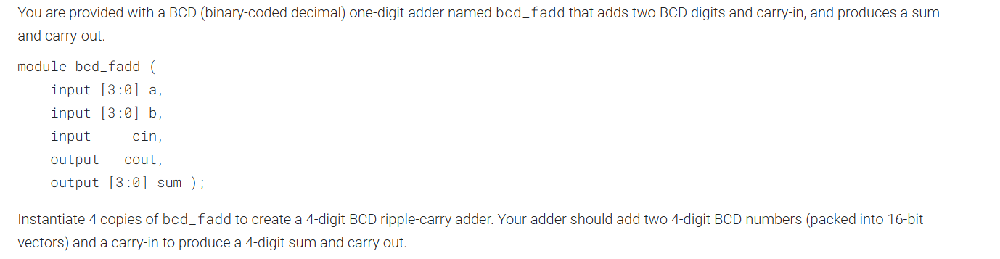 You are provided with a BCD (binary-coded decimal) one-digit adder named bcd_fadd that adds two BCD digits and carry-in, and produces a sum
and carry-out.
module bcd_fadd (
    input [3:0] a,
    input [3:0] b,
    input     cin,
    output   cout,
    output [3:0] sum );
Instantiate 4 copies of bcd_fadd to create a 4-digit BCD ripple-carry adder. Your adder should add two 4-digit BCD numbers (packed into 16-bit
vectors) and a carry-in to produce a 4-digit sum and carry out.